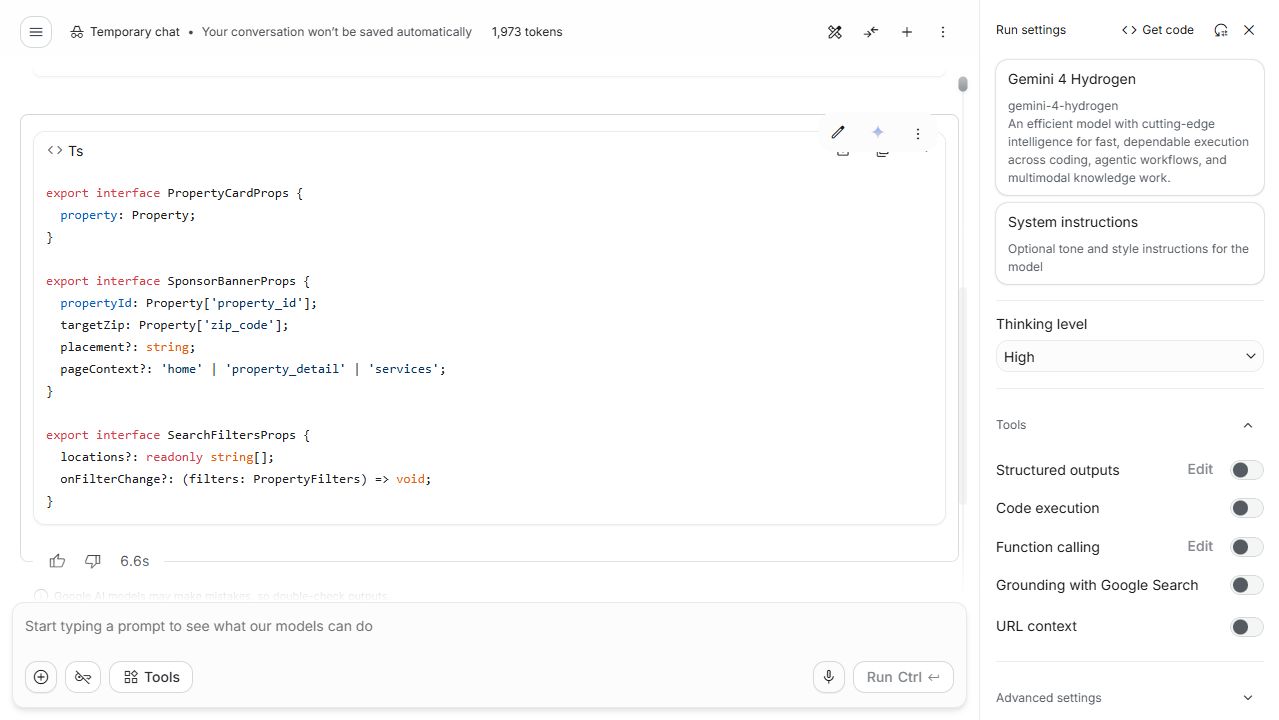 Temporary chat • Your conversation won't be saved automatically 1,973 tokens
Ts
export interface PropertyCardProps {
  property: Property;
}
export interface SponsorBannerProps {
  propertyId: Property['property_id'];
  targetZip: Property['zip_code'];
  placement?: string;
  pageContext?: 'home' | 'property_detail' | 'services';
}
export interface SearchFiltersProps {
  locations?: readonly string[];
  onFilterChange?: (filters: PropertyFilters) => void;
}
6.6s
Google AI models may make mistakes, so double-check outputs.
Start typing a prompt to see what our models can do
Tools
Run Ctrl ↵
Run settings
Get code
Gemini 4 Hydrogen
gemini-4-hydrogen
An efficient model with cutting-edge
intelligence for fast, dependable execution
across coding, agentic workflows, and
multimodal knowledge work.
System instructions
Optional tone and style instructions for the
model
Thinking level
High
Tools
Structured outputs Edit
Code execution
Function calling Edit
Grounding with Google Search
URL context
Advanced settings